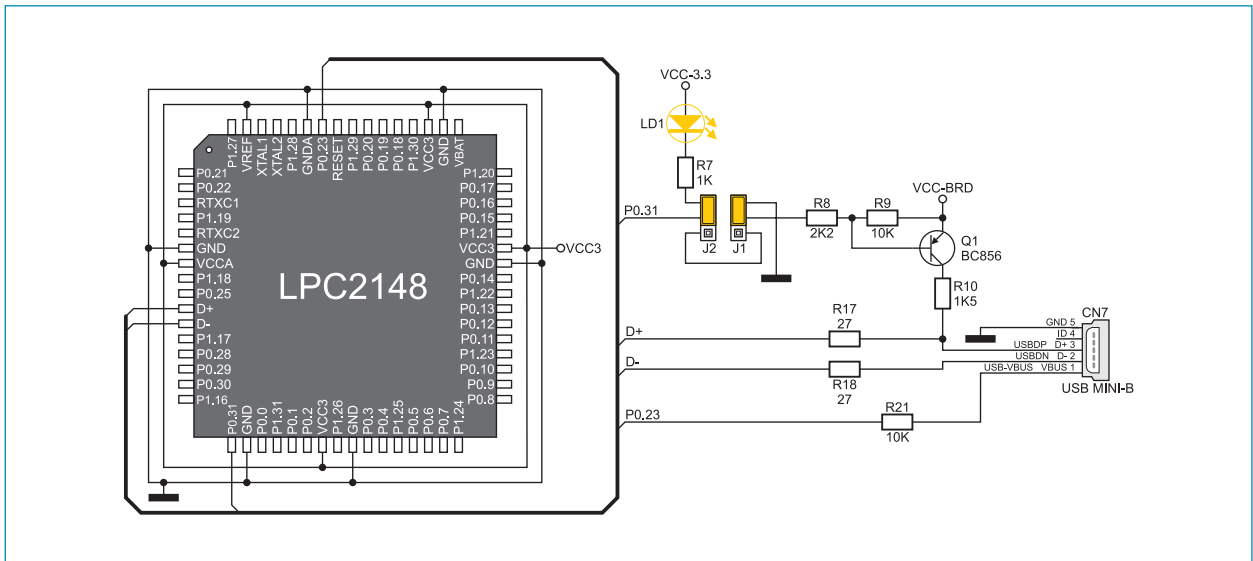 P1.27
VREF
XTAL1
XTAL2
P1.28
GNDA
P0.23
RESET
P1.29
P0.20
P0.19
P0.18
P1.30
VCC3
GND
VBAT
P0.21
P0.22
RTXC1
P1.19
RTXC2
GND
VCCA
P1.18
P0.25
D+
D-
P1.17
P0.28
P0.29
P0.30
P1.16
LPC2148
P1.20
P0.17
P0.16
P0.15
P1.21
VCC3
GND
P0.14
P1.22
P0.13
P0.12
P0.11
P1.23
P0.10
P0.9
P0.8
P0.31
GND
P0.0
P1.31
P0.1
P0.2
VCC3
P1.26
GND
P0.3
P0.4
P1.25
P0.5
P0.6
P0.7
P1.24
VCC3
VCC-3.3
LD1
R7
1K
P0.31
J2
J1
R8
2K2
R9
10K
VCC-BRD
Q1
BC856
R10
1K5
D+
R17
27
D-
R18
27
P0.23
R21
10K
CN7
GND 5
ID 4
USBDP D+ 3
USBDN D- 2
USB-VBUS VBUS 1
USB MINI-B